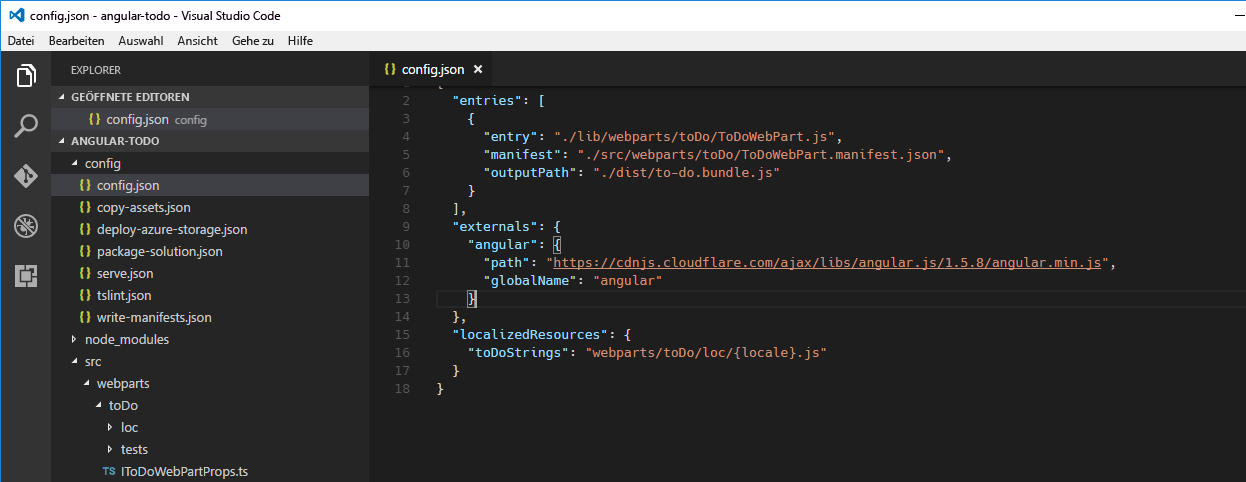 config.json - angular-todo - Visual Studio Code
Datei Bearbeiten Auswahl Ansicht Gehe zu Hilfe
EXPLORER
GEÖFFNETE EDITOREN
{} config.json config
ANGULAR-TODO
config
{} config.json
{} copy-assets.json
{} deploy-azure-storage.json
{} package-solution.json
{} serve.json
{} tslint.json
{} write-manifests.json
node_modules
src
webparts
toDo
loc
tests
TS IToDoWebPartProps.ts
{} config.json ×
2 "entries": [
3 {
4 "entry": "./lib/webparts/toDo/ToDoWebPart.js",
5 "manifest": "./src/webparts/toDo/ToDoWebPart.manifest.json",
6 "outputPath": "./dist/to-do.bundle.js"
7 }
8 ],
9 "externals": {
10 "angular": {
11 "path": "https://cdnjs.cloudflare.com/ajax/libs/angular.js/1.5.8/angular.min.js",
12 "globalName": "angular"
13 }
14 },
15 "localizedResources": {
16 "toDoStrings": "webparts/toDo/loc/{locale}.js"
17 }
18 }